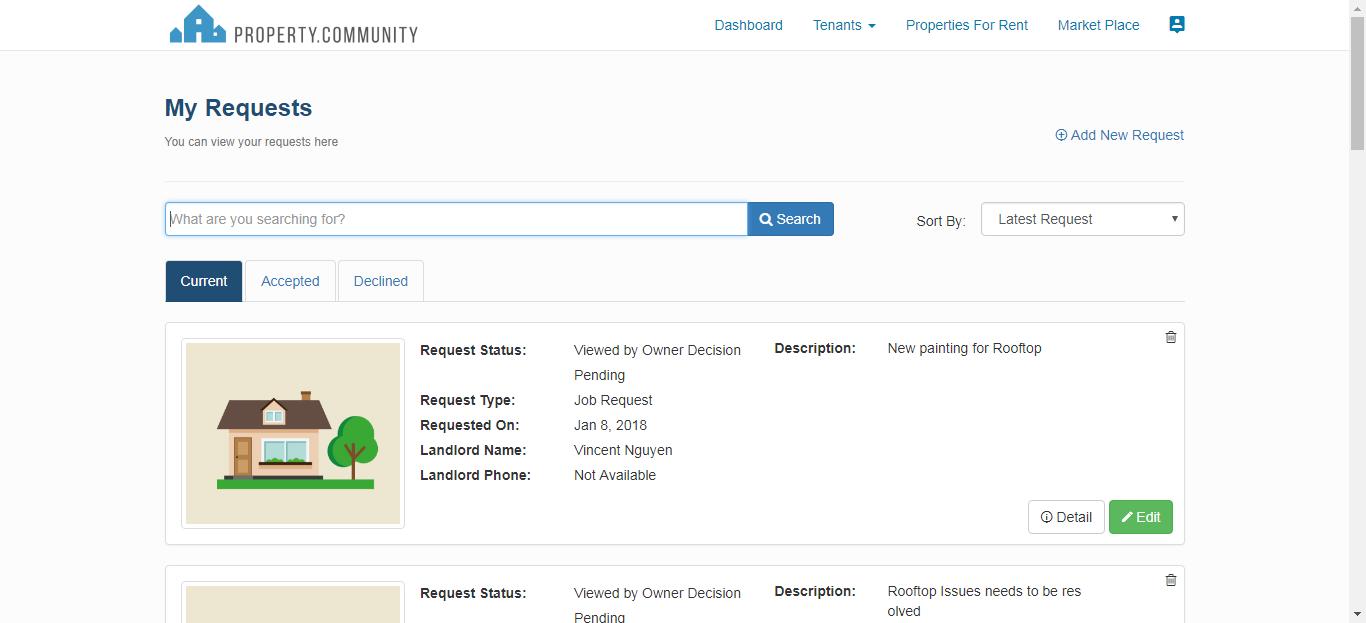 PROPERTY.COMMUNITY
Dashboard Tenants Properties For Rent Market Place
My Requests
You can view your requests here
Add New Request
What are you searching for? Search
Sort By: Latest Request
Current Accepted Declined
Request Status: Viewed by Owner Decision Pending
Description: New painting for Rooftop
Request Type: Job Request
Requested On: Jan 8, 2018
Landlord Name: Vincent Nguyen
Landlord Phone: Not Available
Detail Edit
Request Status: Viewed by Owner Decision Pending
Description: Rooftop Issues needs to be res
olved